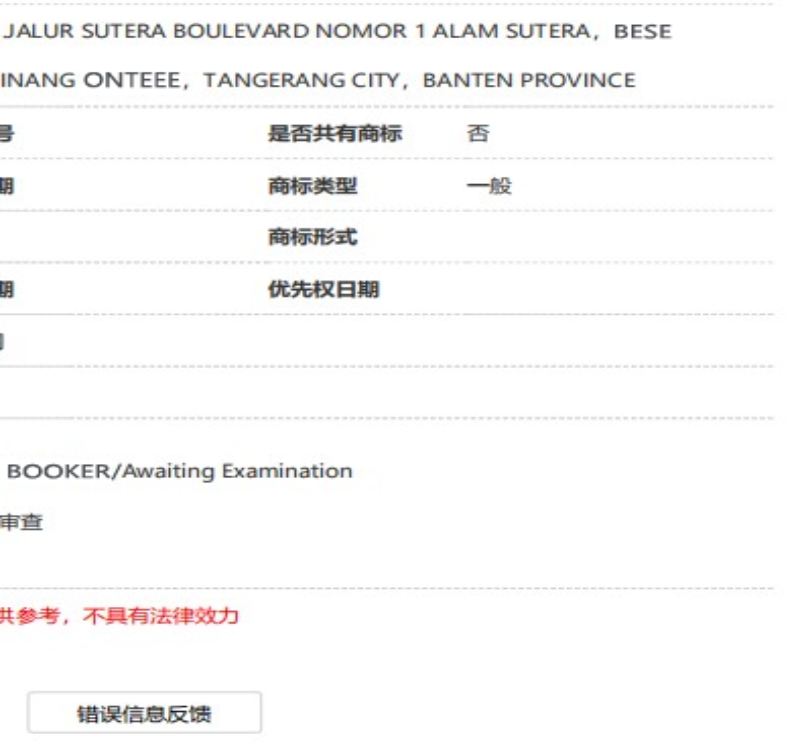 JALUR SUTERA BOULEVARD NOMOR 1 ALAM SUTERA，BESE
INANG ONTEEE，TANGERANG CITY，BANTEN PROVINCE
号 是否共有商标 否
期 商标类型 一般
商标形式
期 优先权日期
BOOKER/Awaiting Examination
审查
共参考，不具有法律效力
错误信息反馈